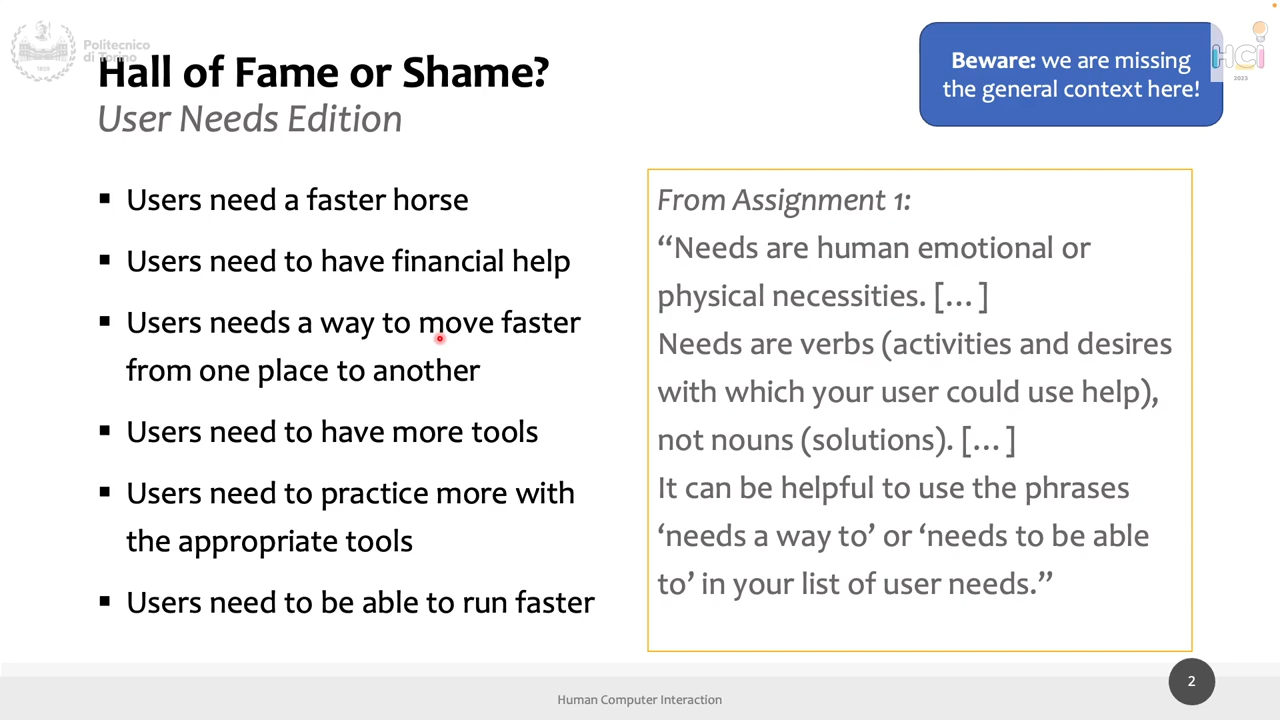 Politecnico
di Torino
Hall of Fame or Shame?
User Needs Edition
Beware: we are missing
the general context here!
HCI
2023
▪ Users need a faster horse
▪ Users need to have financial help
▪ Users needs a way to move faster
from one place to another
▪ Users need to have more tools
▪ Users need to practice more with
the appropriate tools
▪ Users need to be able to run faster
From Assignment 1:
“Needs are human emotional or
physical necessities. […]
Needs are verbs (activities and desires
with which your user could use help),
not nouns (solutions). […]
It can be helpful to use the phrases
‘needs a way to’ or ‘needs to be able
to’ in your list of user needs.”
Human Computer Interaction
2